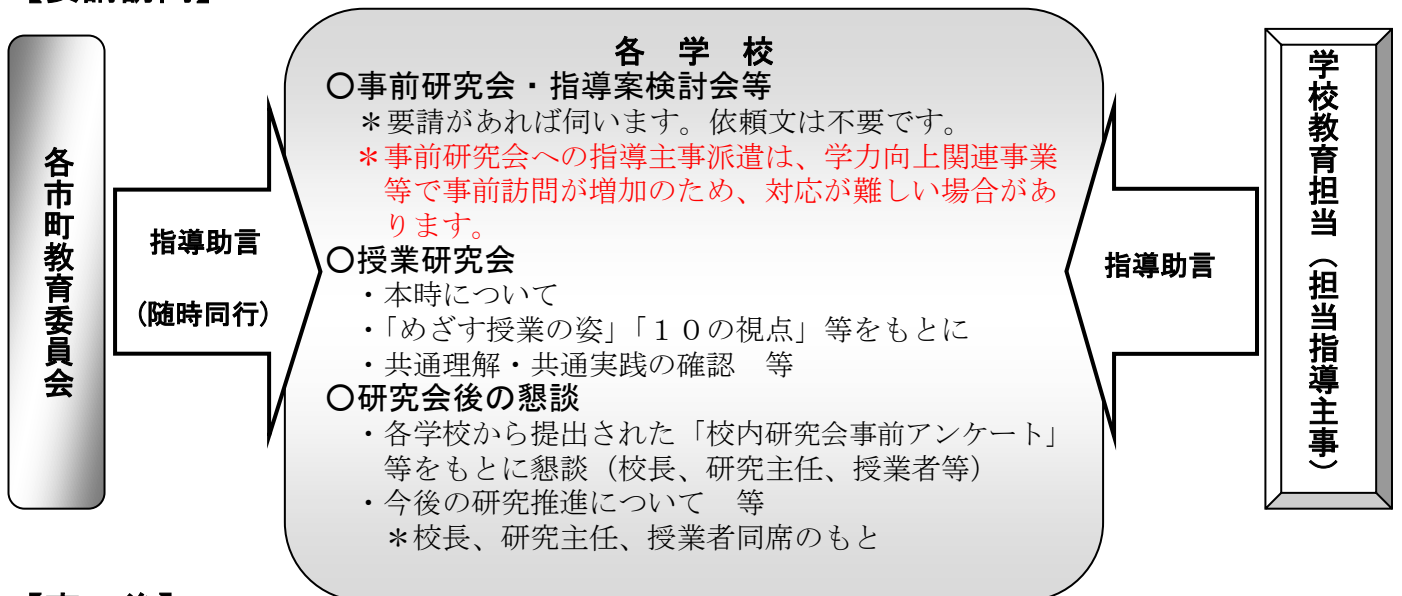 各市町教育委員会
指導助言
(随時同行)
各 学 校
○事前研究会・指導案検討会等
＊要請があれば伺います。依頼文は不要です。
＊事前研究会への指導主事派遣は、学力向上関連事業
等で事前訪問が増加のため、対応が難しい場合があ
ります。
○授業研究会
・本時について
・「めざす授業の姿」「１０の視点」等をもとに
・共通理解・共通実践の確認　等
○研究会後の懇談
・各学校から提出された「校内研究会事前アンケート」
等をもとに懇談（校長、研究主任、授業者等）
・今後の研究推進について　等
＊校長、研究主任、授業者同席のもと
指導助言
学校教育担当（担当指導主事）